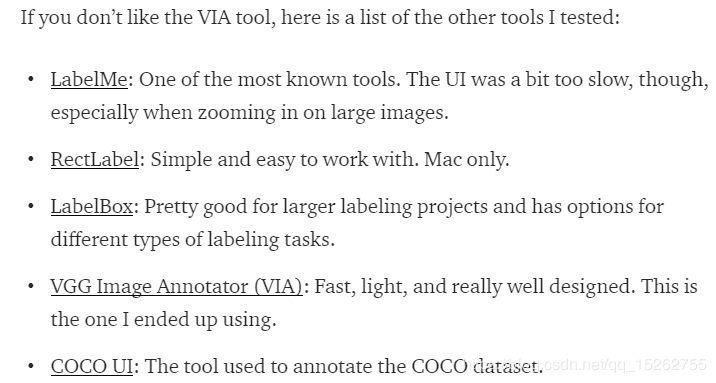 If you don't like the VIA tool, here is a list of the other tools I tested:
• LabelMe: One of the most known tools. The UI was a bit too slow, though,
especially when zooming in on large images.
• RectLabel: Simple and easy to work with. Mac only.
• LabelBox: Pretty good for larger labeling projects and has options for
different types of labeling tasks.
• VGG Image Annotator (VIA): Fast, light, and really well designed. This is
the one I ended up using.
• COCO UI: The tool used to annotate the COCO dataset.
csdn.net/qq_15262755